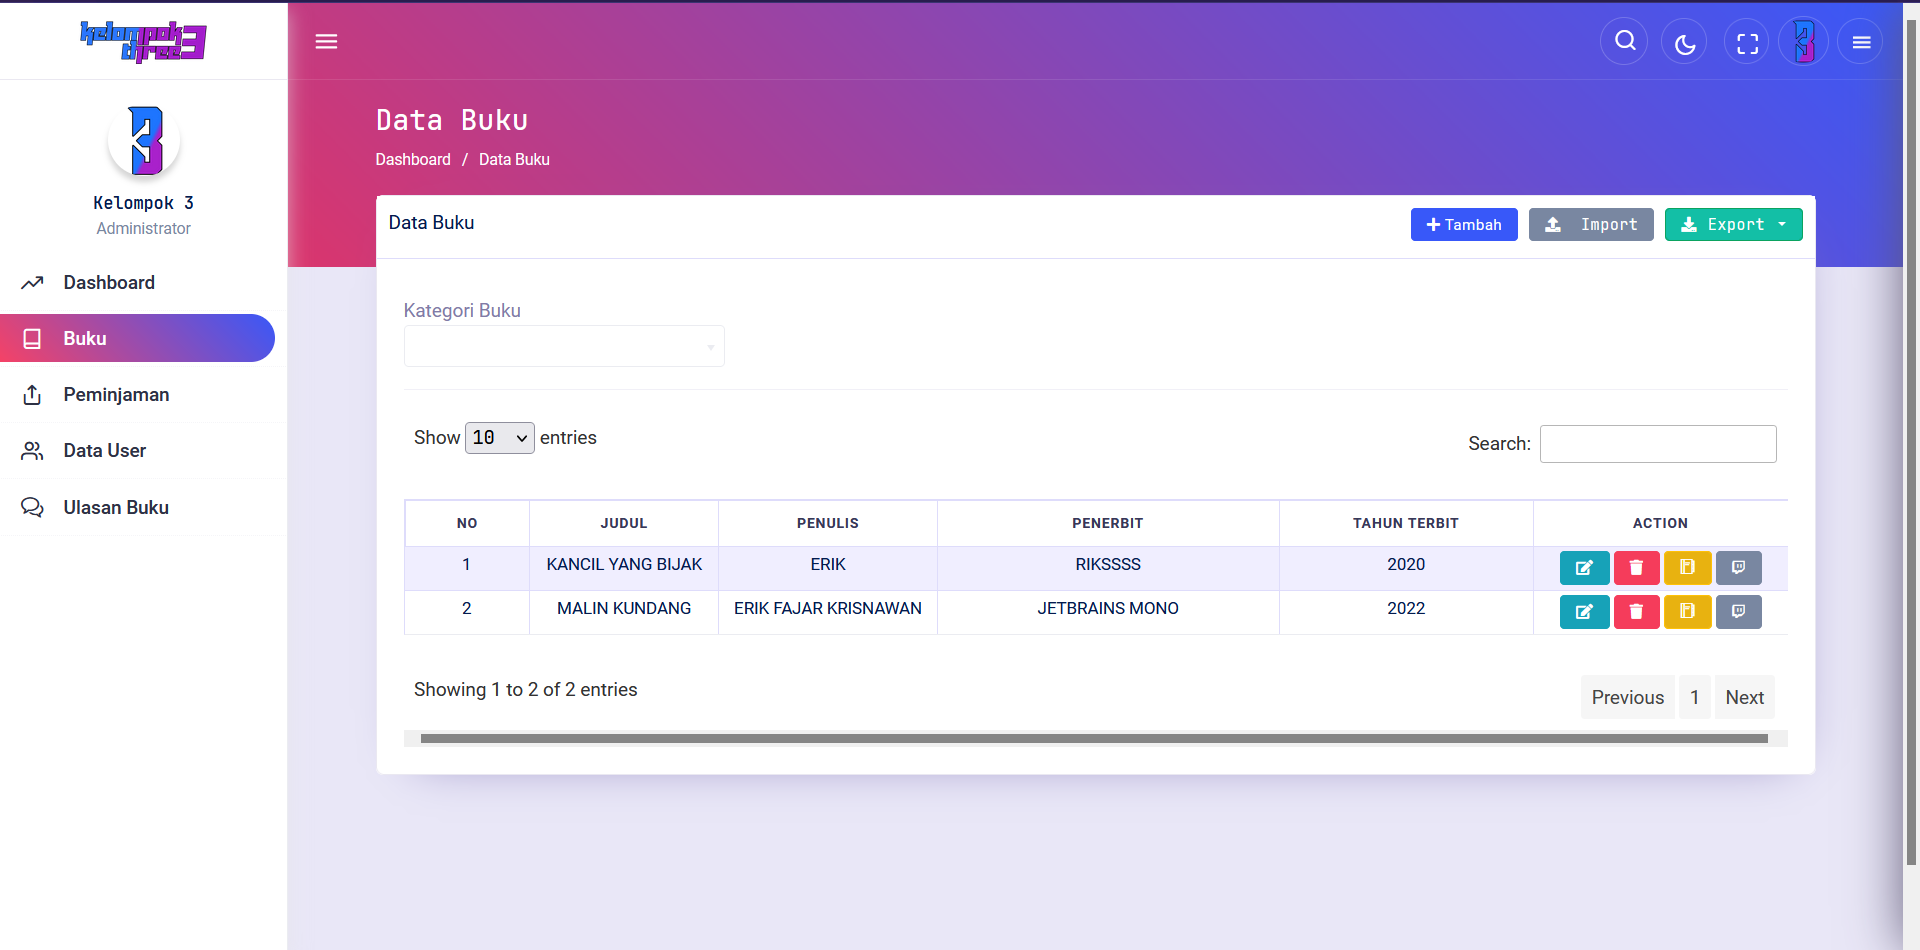 kelompok
three3
Kelompok 3
Administrator
Dashboard
Buku
Peminjaman
Data User
Ulasan Buku
Data Buku
Dashboard / Data Buku
Data Buku
Tambah
Import
Export
Kategori Buku
Show 10 entries
Search:
NO JUDUL PENULIS PENERBIT TAHUN TERBIT ACTION
1 KANCIL YANG BIJAK ERIK RIKSSSS 2020
2 MALIN KUNDANG ERIK FAJAR KRISNAWAN JETBRAINS MONO 2022
Showing 1 to 2 of 2 entries
Previous 1 Next